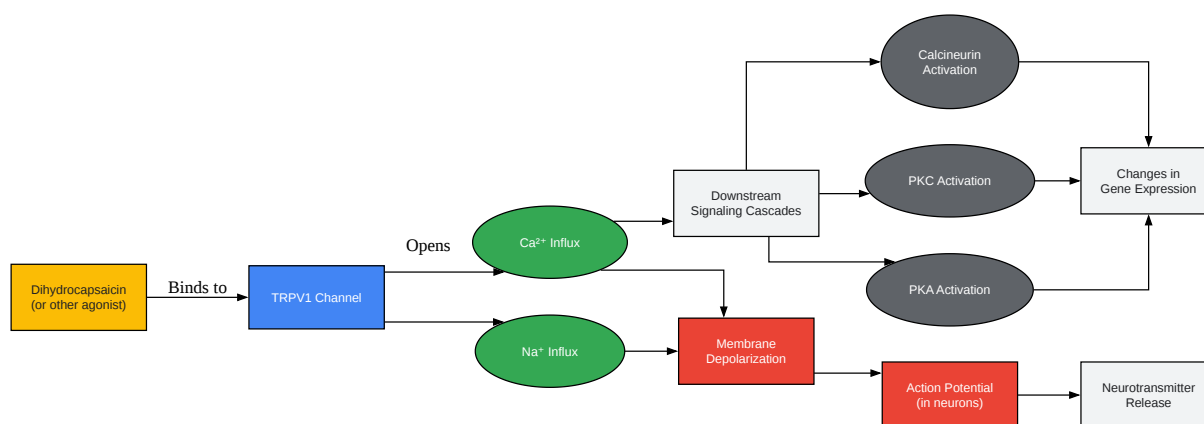 Calcineurin
Activation
PKC Activation
Changes in
Gene Expression
Downstream
Signaling Cascades
Opens
Ca²⁺ Influx
Dihydrocapsaicin
(or other agonist)
Binds to
TRPV1 Channel
PKA Activation
Na⁺ Influx
Membrane
Depolarization
Action Potential
(in neurons)
Neurotransmitter
Release